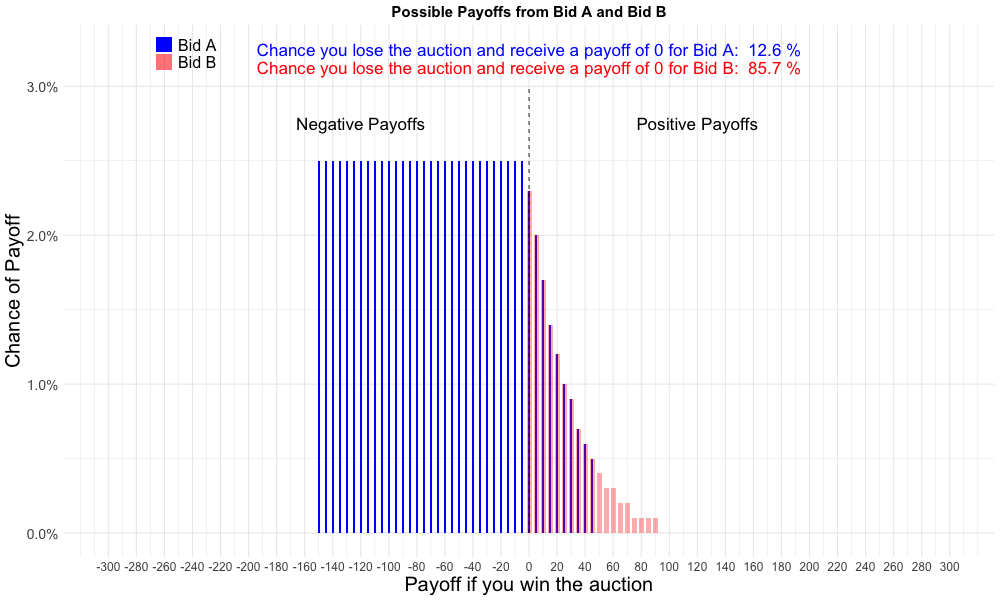 Possible Payoffs from Bid A and Bid B
Bid A
Bid B
Chance you lose the auction and receive a payoff of 0 for Bid A:  12.6 %
Chance you lose the auction and receive a payoff of 0 for Bid B:  85.7 %
Negative Payoffs
Positive Payoffs
Chance of Payoff
3.0%
2.0%
1.0%
0.0%
-300 -280 -260 -240 -220 -200 -180 -160 -140 -120 -100 -80 -60 -40 -20 0 20 40 60 80 100 120 140 160 180 200 220 240 260 280 300
Payoff if you win the auction